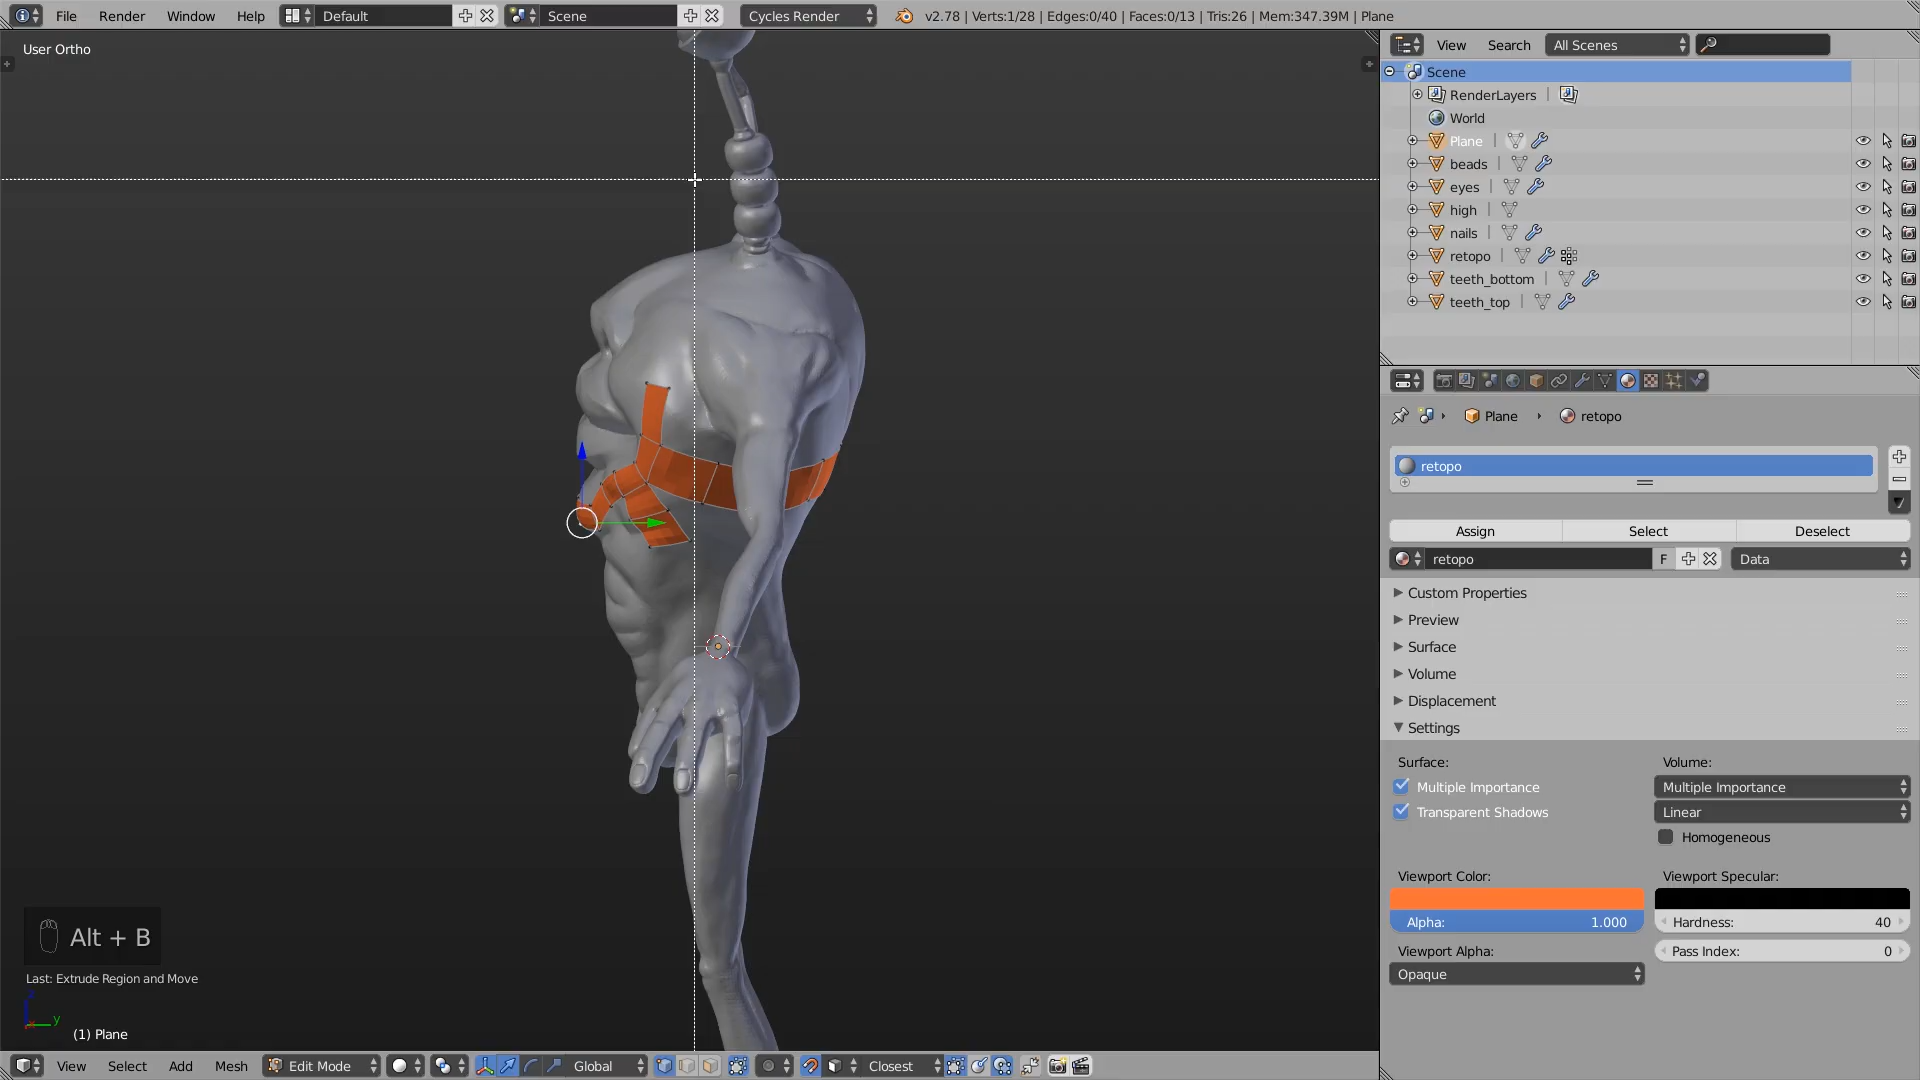 File Render Window Help Default Scene Cycles Render v2.78 | Verts:1/28 | Edges:0/40 | Faces:0/13 | Tris:26 | Mem:347.39M | Plane
User Ortho
Alt + B
Last: Extrude Region and Move
y
(1) Plane
View Select Add Mesh Edit Mode Global Closest
View Search All Scenes
Scene
RenderLayers
World
Plane
beads
eyes
high
nails
retopo
teeth_bottom
teeth_top
Plane retopo
retopo
Assign Select Deselect
retopo F Data
Custom Properties
Preview
Surface
Volume
Displacement
Settings
Surface: Volume:
Multiple Importance Multiple Importance
Transparent Shadows Linear
Homogeneous
Viewport Color: Viewport Specular:
Alpha: 1.000 Hardness: 40
Viewport Alpha: Pass Index: 0
Opaque